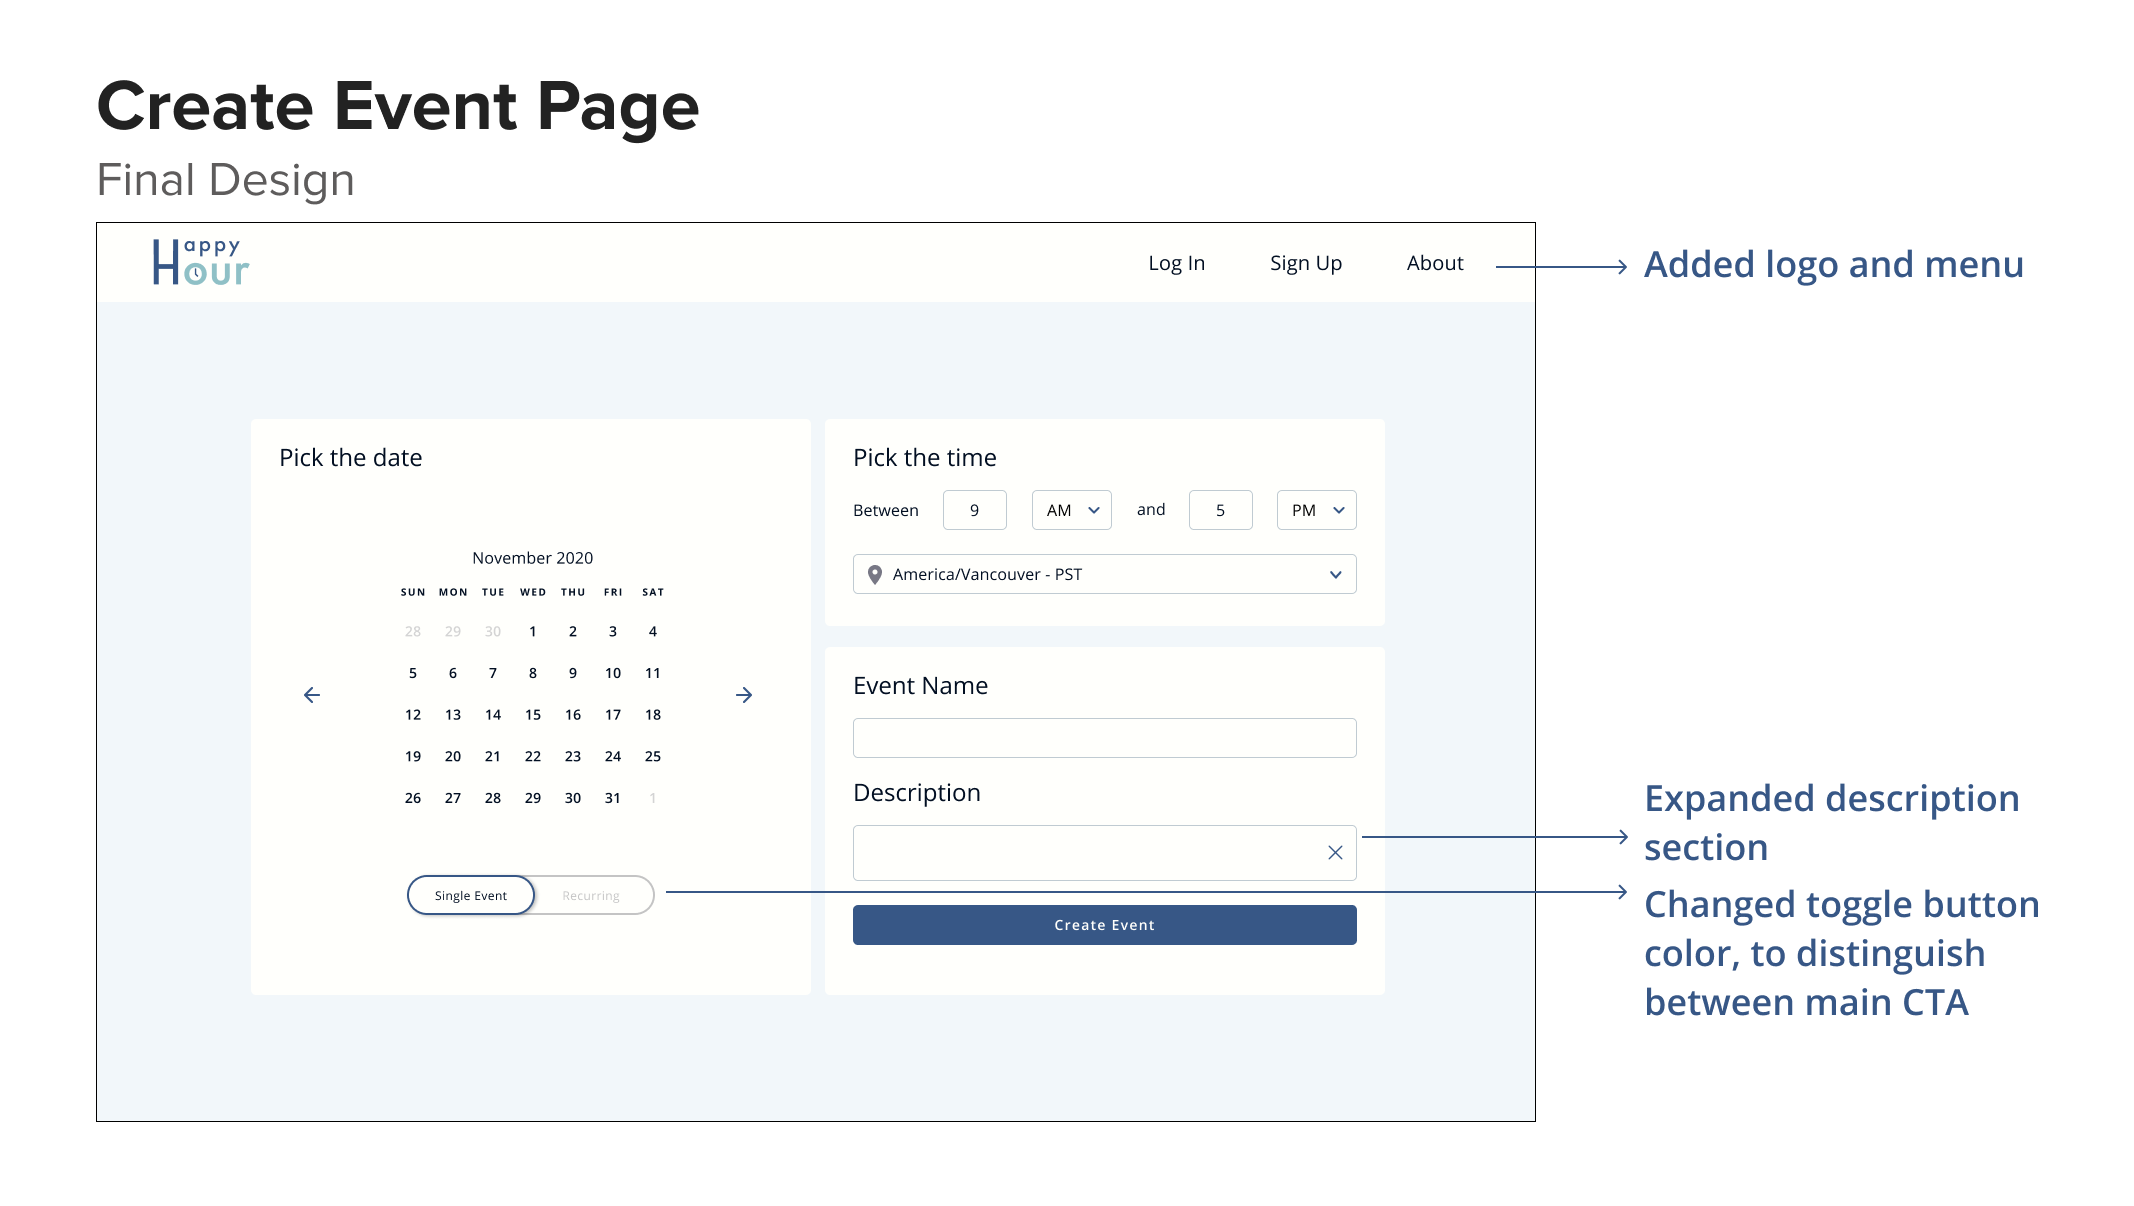 Create Event Page
Final Design
Happy
Hour
Log In Sign Up About
Added logo and menu
Pick the date
November 2020
SUN MON TUE WED THU FRI SAT
28 29 30 1 2 3 4
5 6 7 8 9 10 11
12 13 14 15 16 17 18
19 20 21 22 23 24 25
26 27 28 29 30 31 1
Single Event Recurring
Pick the time
Between 9 AM and 5 PM
America/Vancouver - PST
Event Name
Description
Create Event
Expanded description
section
Changed toggle button
color, to distinguish
between main CTA